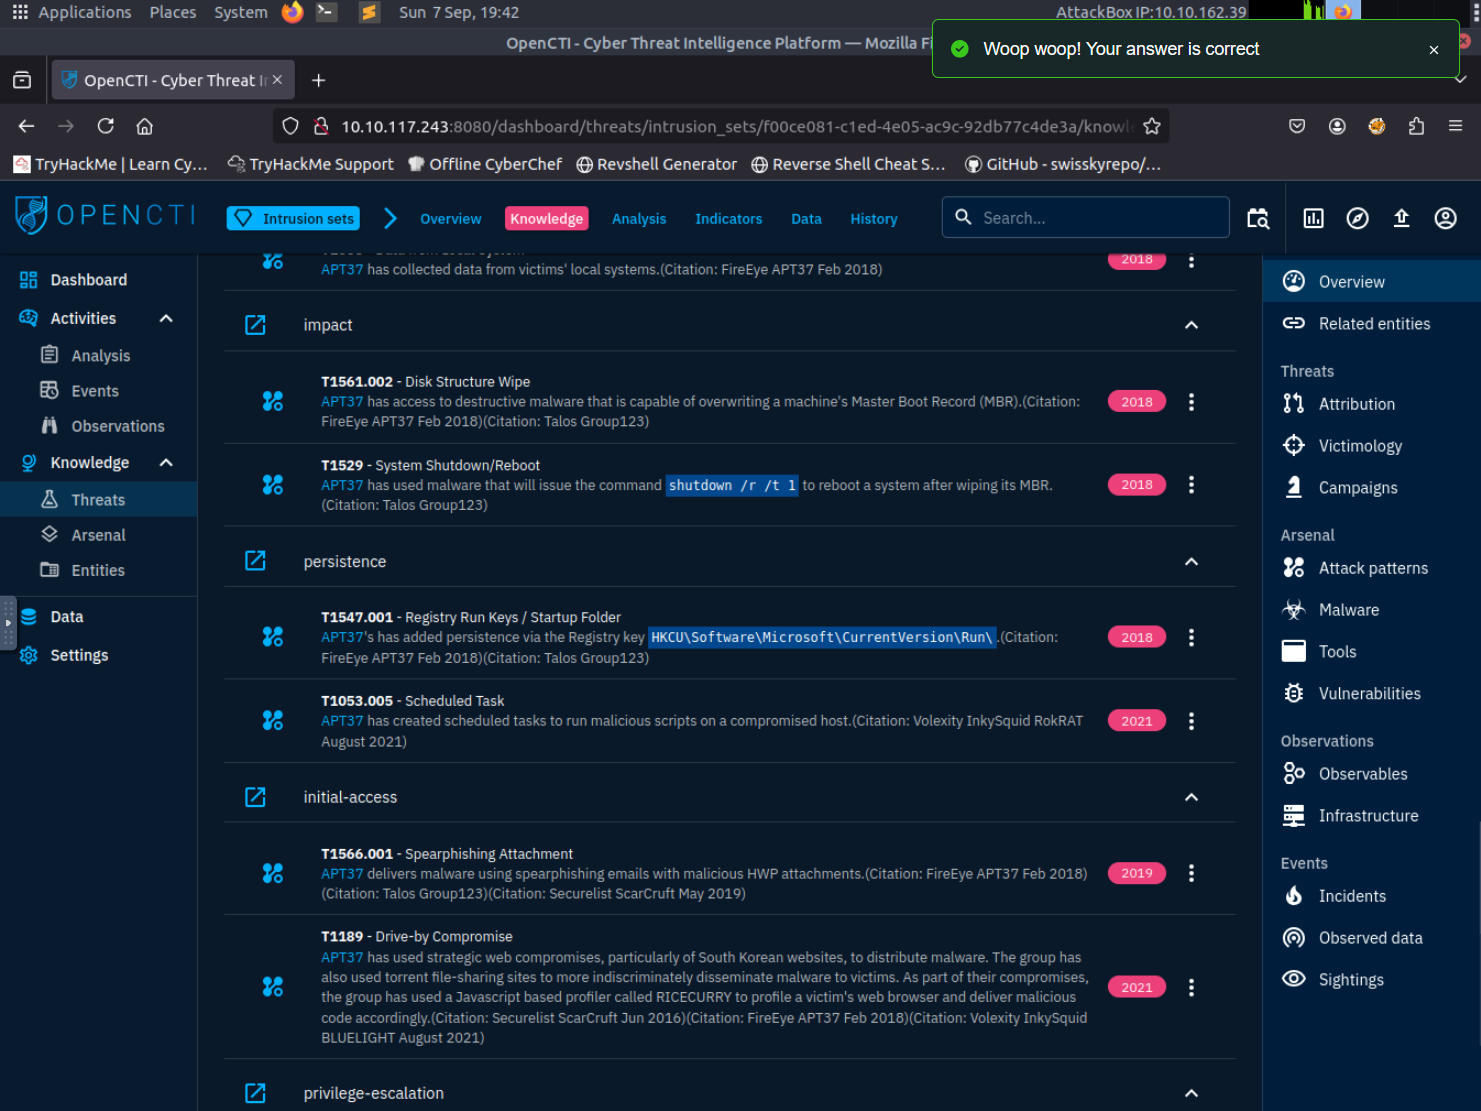 Applications Places System Sun 7 Sep, 19:42 AttackBox IP:10.10.162.39
OpenCTI - Cyber Threat Intelligence Platform — Mozilla Fi
Woop woop! Your answer is correct
OpenCTI - Cyber Threat In
10.10.117.243:8080/dashboard/threats/intrusion_sets/f00ce081-c1ed-4e05-ac9c-92db77c4de3a/knowl
TryHackMe | Learn Cy... TryHackMe Support Offline CyberChef Revshell Generator Reverse Shell Cheat S... GitHub - swisskyrepo/...
OPENCTI Intrusion sets Overview Knowledge Analysis Indicators Data History Search...
Dashboard
Activities
Analysis
Events
Observations
Knowledge
Threats
Arsenal
Entities
Data
Settings
APT37 has collected data from victims' local systems.(Citation: FireEye APT37 Feb 2018)
2018
impact
T1561.002 - Disk Structure Wipe
APT37 has access to destructive malware that is capable of overwriting a machine's Master Boot Record (MBR).(Citation:
FireEye APT37 Feb 2018)(Citation: Talos Group123)
2018
T1529 - System Shutdown/Reboot
APT37 has used malware that will issue the command shutdown /r /t 1 to reboot a system after wiping its MBR.
(Citation: Talos Group123)
2018
persistence
T1547.001 - Registry Run Keys / Startup Folder
APT37's has added persistence via the Registry key HKCU\Software\Microsoft\CurrentVersion\Run\.(Citation:
FireEye APT37 Feb 2018)(Citation: Talos Group123)
2018
T1053.005 - Scheduled Task
APT37 has created scheduled tasks to run malicious scripts on a compromised host.(Citation: Volexity InkySquid RokRAT
August 2021)
2021
initial-access
T1566.001 - Spearphishing Attachment
APT37 delivers malware using spearphishing emails with malicious HWP attachments.(Citation: FireEye APT37 Feb 2018)
(Citation: Talos Group123)(Citation: Securelist ScarCruft May 2019)
2019
T1189 - Drive-by Compromise
APT37 has used strategic web compromises, particularly of South Korean websites, to distribute malware. The group has
also used torrent file-sharing sites to more indiscriminately disseminate malware to victims. As part of their compromises,
the group has used a Javascript based profiler called RICECURRY to profile a victim's web browser and deliver malicious
code accordingly.(Citation: Securelist ScarCruft Jun 2016)(Citation: FireEye APT37 Feb 2018)(Citation: Volexity InkySquid
BLUELIGHT August 2021)
2021
privilege-escalation
Overview
Related entities
Threats
Attribution
Victimology
Campaigns
Arsenal
Attack patterns
Malware
Tools
Vulnerabilities
Observations
Observables
Infrastructure
Events
Incidents
Observed data
Sightings